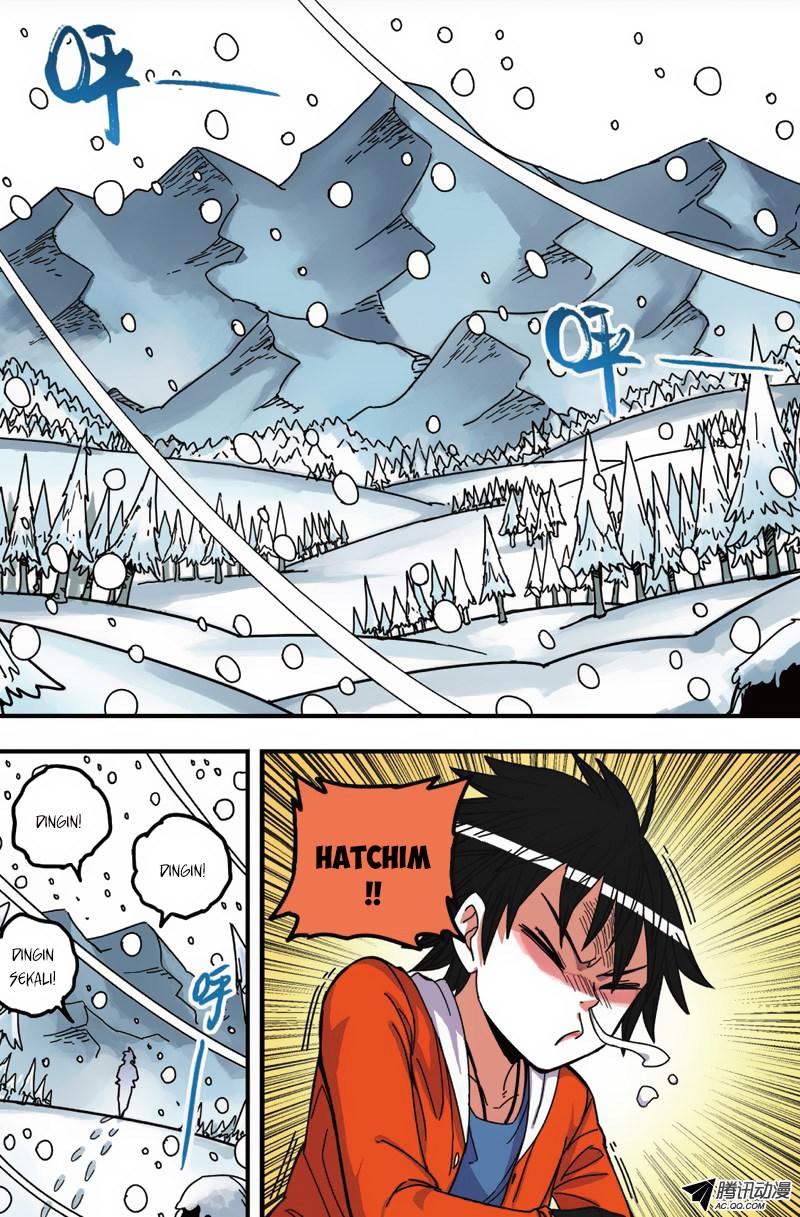 呼——
呼——
DINGIN!
DINGIN!
DINGIN
SEKALI!
呼——
HATCHIM
!!
腾讯动漫
AC.QQ.COM